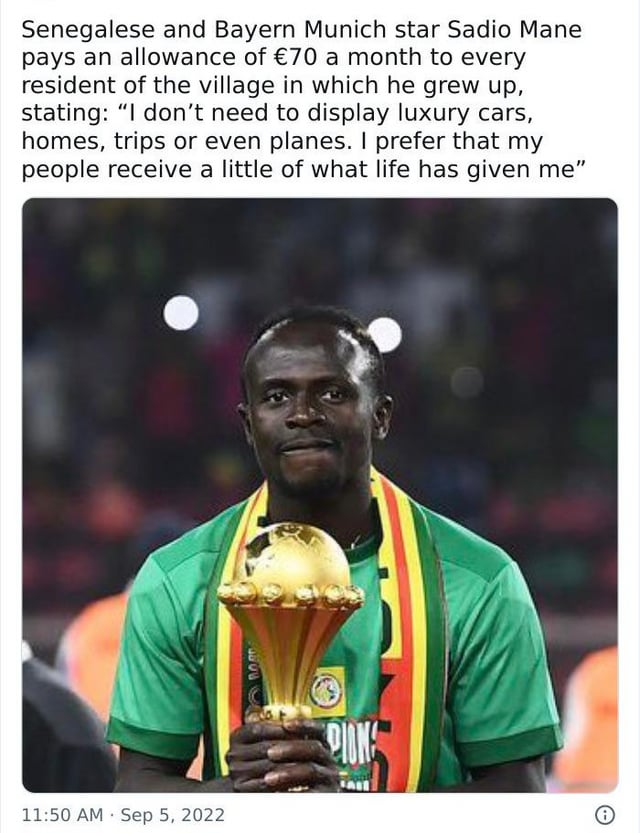 Senegalese and Bayern Munich star Sadio Mane
pays an allowance of €70 a month to every
resident of the village in which he grew up,
stating: “I don’t need to display luxury cars,
homes, trips or even planes. I prefer that my
people receive a little of what life has given me”
PION
11:50 AM · Sep 5, 2022